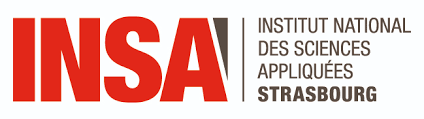 INSA
INSTITUT NATIONAL
DES SCIENCES
APPLIQUÉES
STRASBOURG